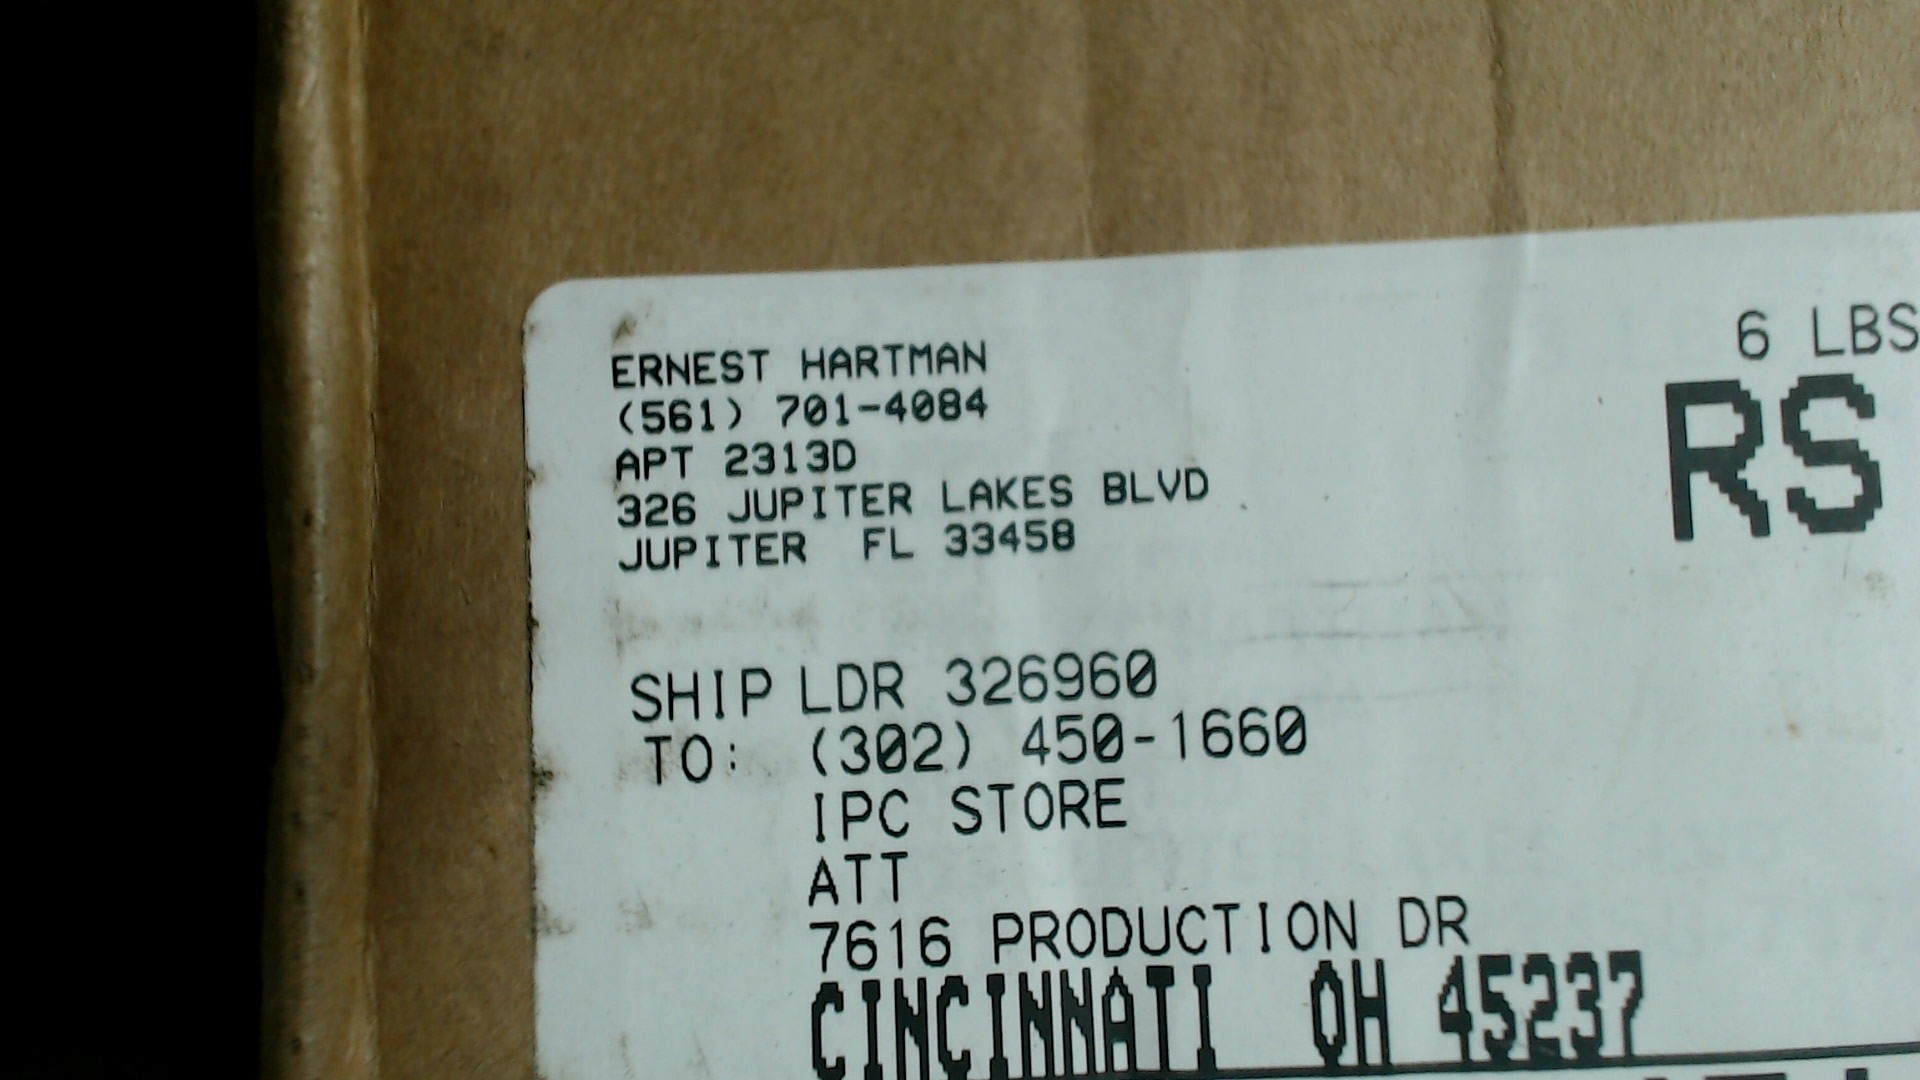 ERNEST HARTMAN
(561) 701-4084
APT 2313D
326 JUPITER LAKES BLVD
JUPITER FL 33458
6 LBS
RS
SHIP LDR 326960
TO: (302) 450-1660
IPC STORE
ATT
7616 PRODUCTION DR
CINCINNATI OH 45237